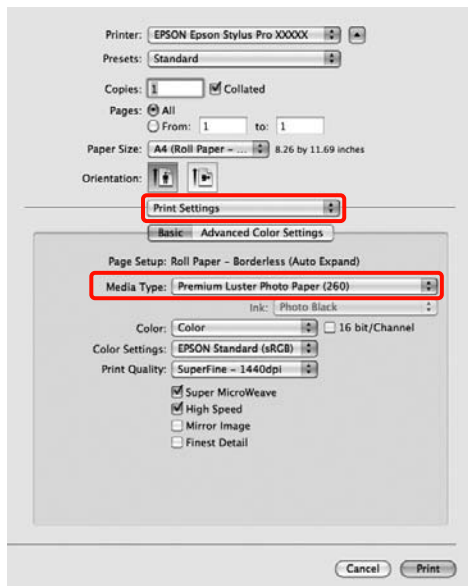 Printer: EPSON Epson Stylus Pro XXXXX
Presets: Standard
Copies: 1 Collated
Pages: All
From: 1 to: 1
Paper Size: A4 (Roll Paper – ... 8.26 by 11.69 inches
Orientation:
Print Settings
Basic Advanced Color Settings
Page Setup: Roll Paper – Borderless (Auto Expand)
Media Type: Premium Luster Photo Paper (260)
Ink: Photo Black
Color: Color 16 bit/Channel
Color Settings: EPSON Standard (sRGB)
Print Quality: SuperFine – 1440dpi
Super MicroWeave
High Speed
Mirror Image
Finest Detail
Cancel Print